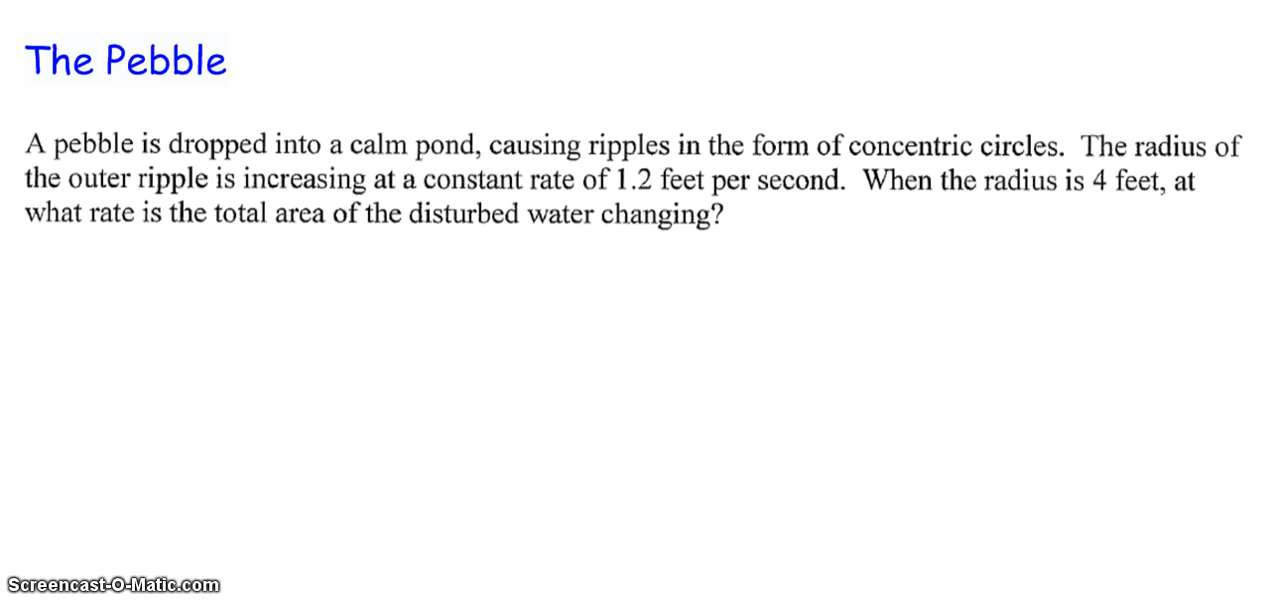 The Pebble
A pebble is dropped into a calm pond, causing ripples in the form of concentric circles.  The radius of
the outer ripple is increasing at a constant rate of 1.2 feet per second.  When the radius is 4 feet, at
what rate is the total area of the disturbed water changing?
Screencast-O-Matic.com